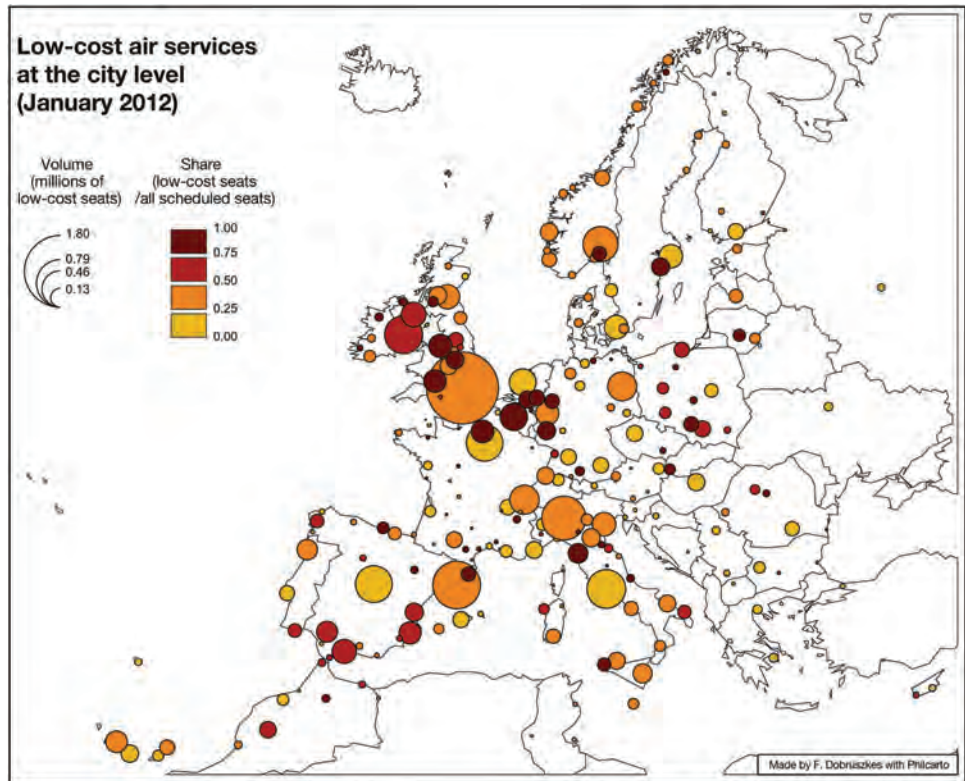 Low-cost air services
at the city level
(January 2012)
Volume
(millions of
low-cost seats)
1.80
0.79
0.46
0.13
Share
(low-cost seats
/all scheduled seats)
1.00
0.75
0.50
0.25
0.00
Made by F. Dobruszkes with Philcarto